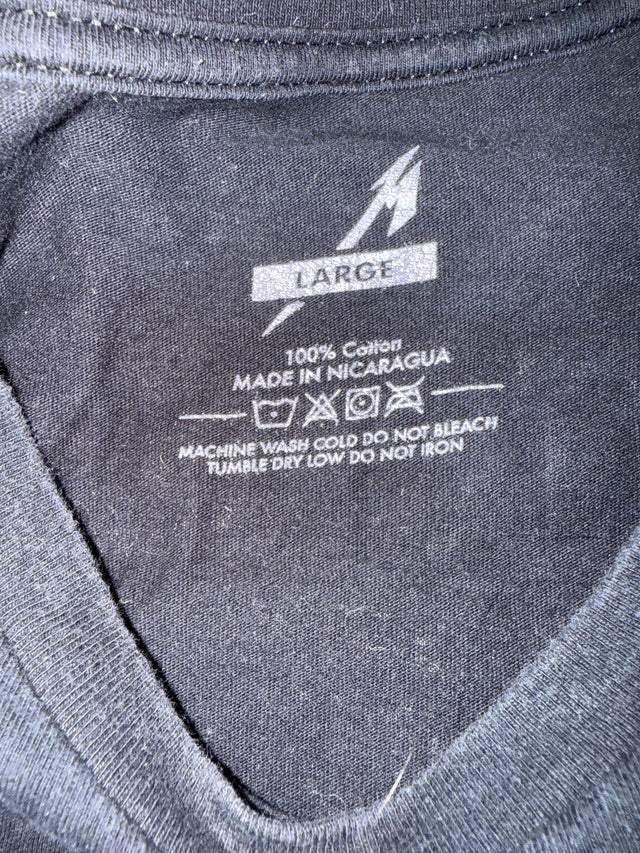 M
LARGE
100% Cotton
MADE IN NICARAGUA
MACHINE WASH COLD DO NOT BLEACH
TUMBLE DRY LOW DO NOT IRON